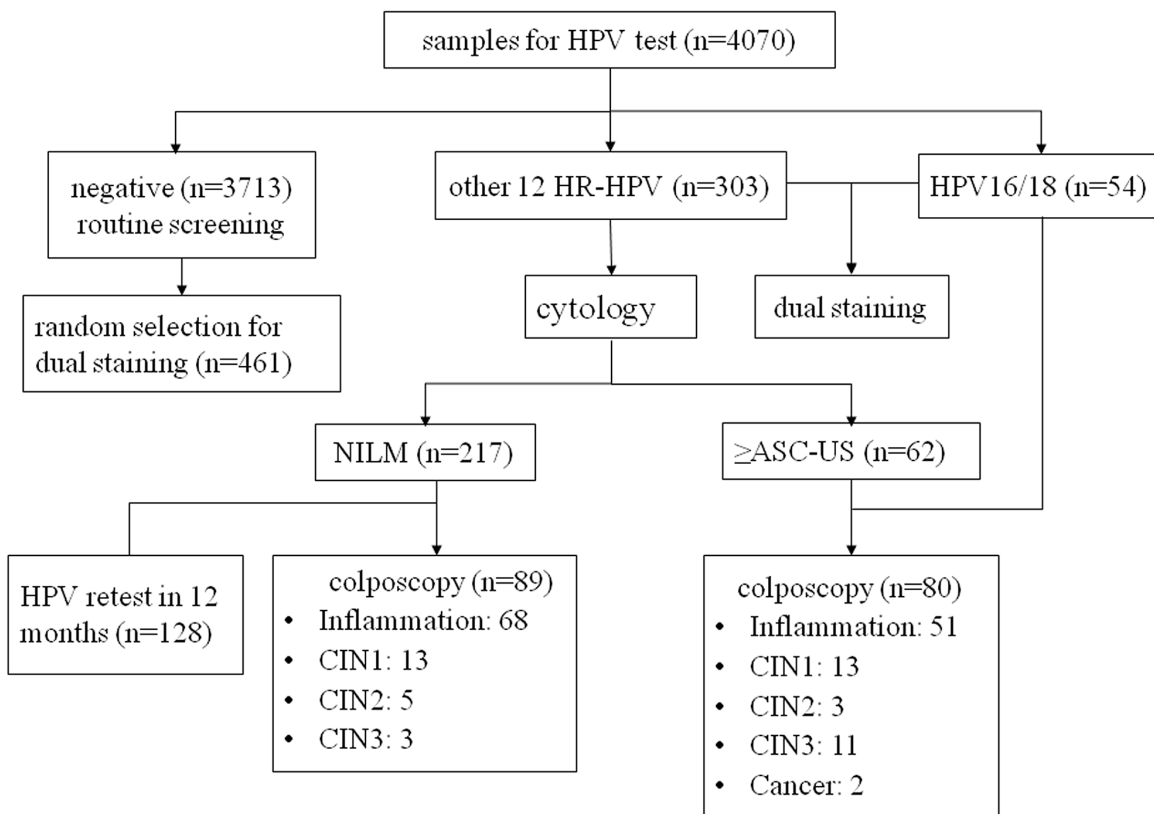 samples for HPV test (n=4070)
negative (n=3713)
routine screening
other 12 HR-HPV (n=303)
HPV16/18 (n=54)
random selection for
dual staining (n=461)
cytology
dual staining
NILM (n=217)
≥ASC-US (n=62)
HPV retest in 12
months (n=128)
colposcopy (n=89)
• Inflammation: 68
• CIN1: 13
• CIN2: 5
• CIN3: 3
colposcopy (n=80)
• Inflammation: 51
• CIN1: 13
• CIN2: 3
• CIN3: 11
• Cancer: 2